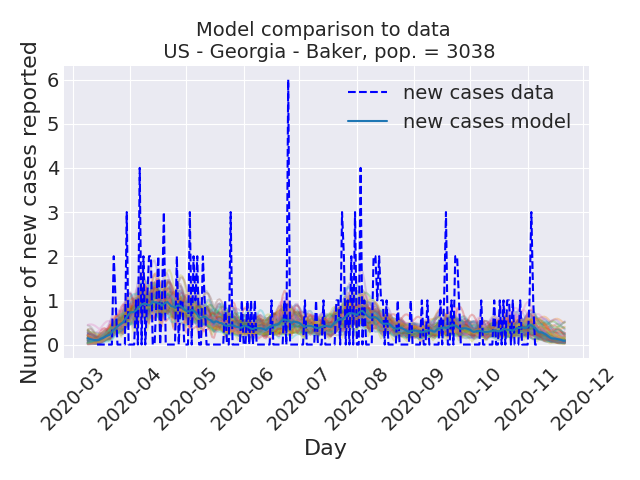 Model comparison to data
US - Georgia - Baker, pop. = 3038
Number of new cases reported
6
5
4
3
2
1
0
new cases data
new cases model
2020-03
2020-04
2020-05
2020-06
2020-07
2020-08
2020-09
2020-10
2020-11
2020-12
Day